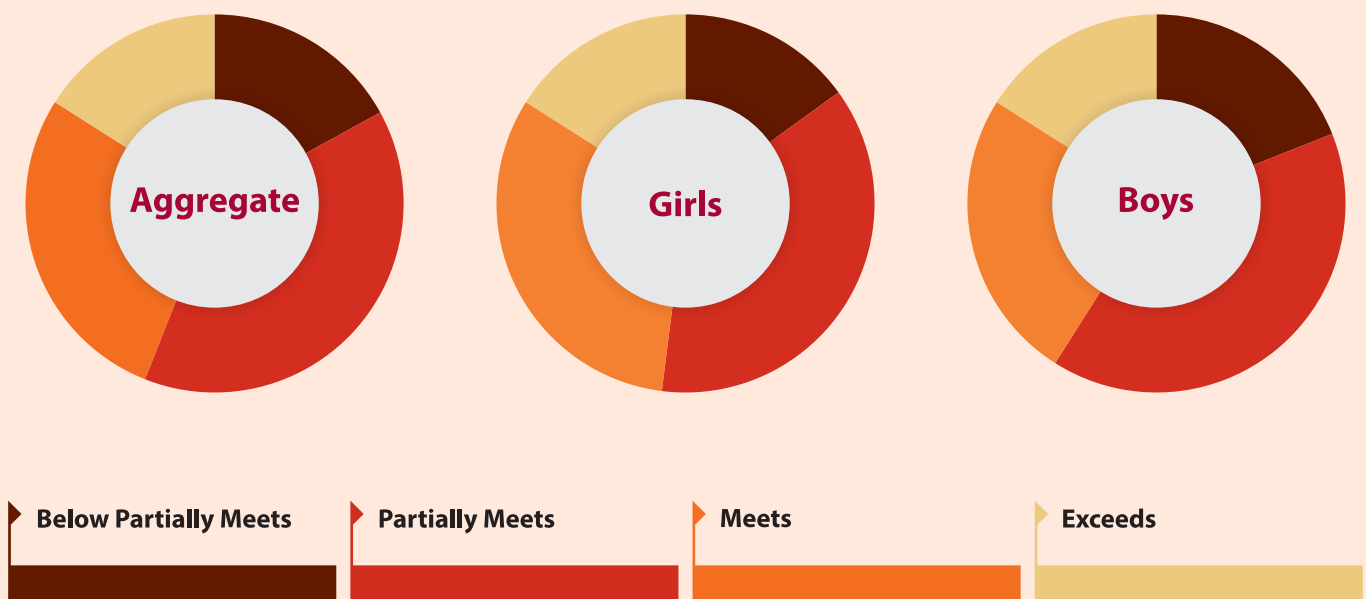 Aggregate
Girls
Boys
Below Partially Meets
Partially Meets
Meets
Exceeds